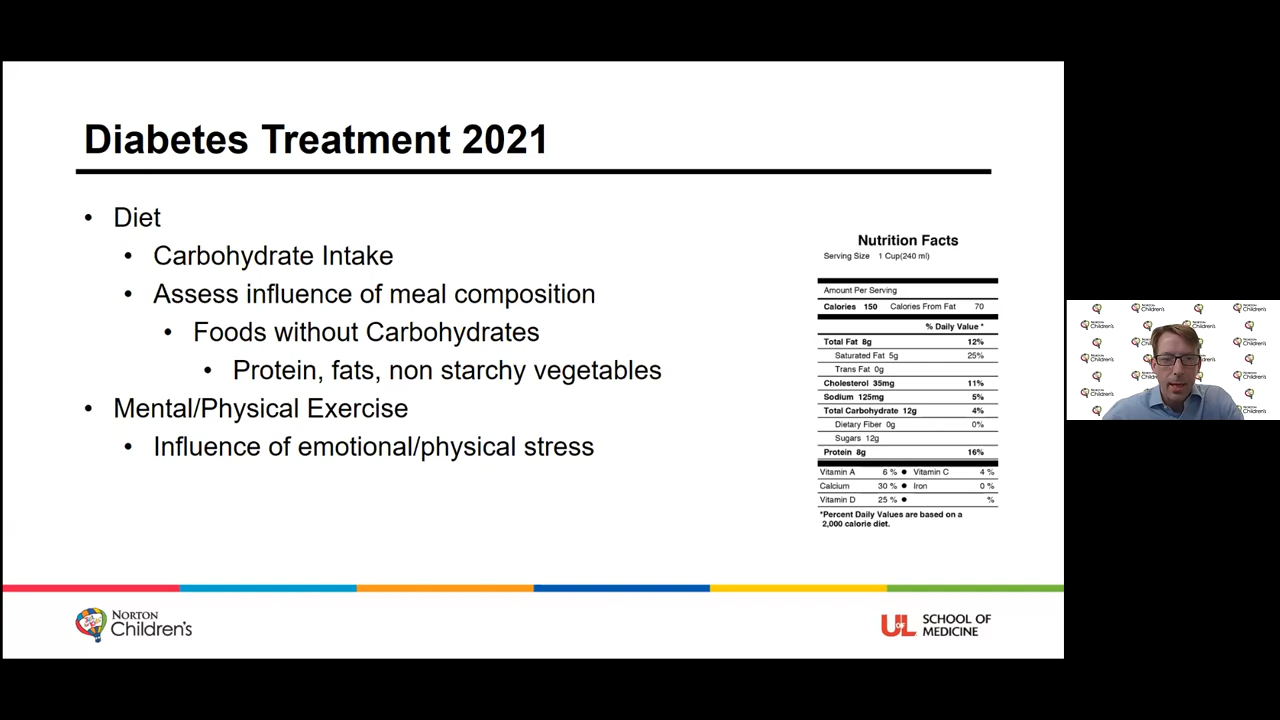 Diabetes Treatment 2021
• Diet
• Carbohydrate Intake
• Assess influence of meal composition
• Foods without Carbohydrates
• Protein, fats, non starchy vegetables
• Mental/Physical Exercise
• Influence of emotional/physical stress
Nutrition Facts
Serving Size 1 Cup(240 ml)
Amount Per Serving
Calories 150 Calories From Fat 70
% Daily Value *
Total Fat 8g 12%
Saturated Fat 5g 25%
Trans Fat 0g
Cholesterol 35mg 11%
Sodium 125mg 5%
Total Carbohydrate 12g 4%
Dietary Fiber 0g 0%
Sugars 12g
Protein 8g 16%
Vitamin A 6 % • Vitamin C 4 %
Calcium 30 % • Iron 0 %
Vitamin D 25 % • %
*Percent Daily Values are based on a
2,000 calorie diet.
NORTON
Children's
UofL SCHOOL OF
MEDICINE
NORTON
Children's